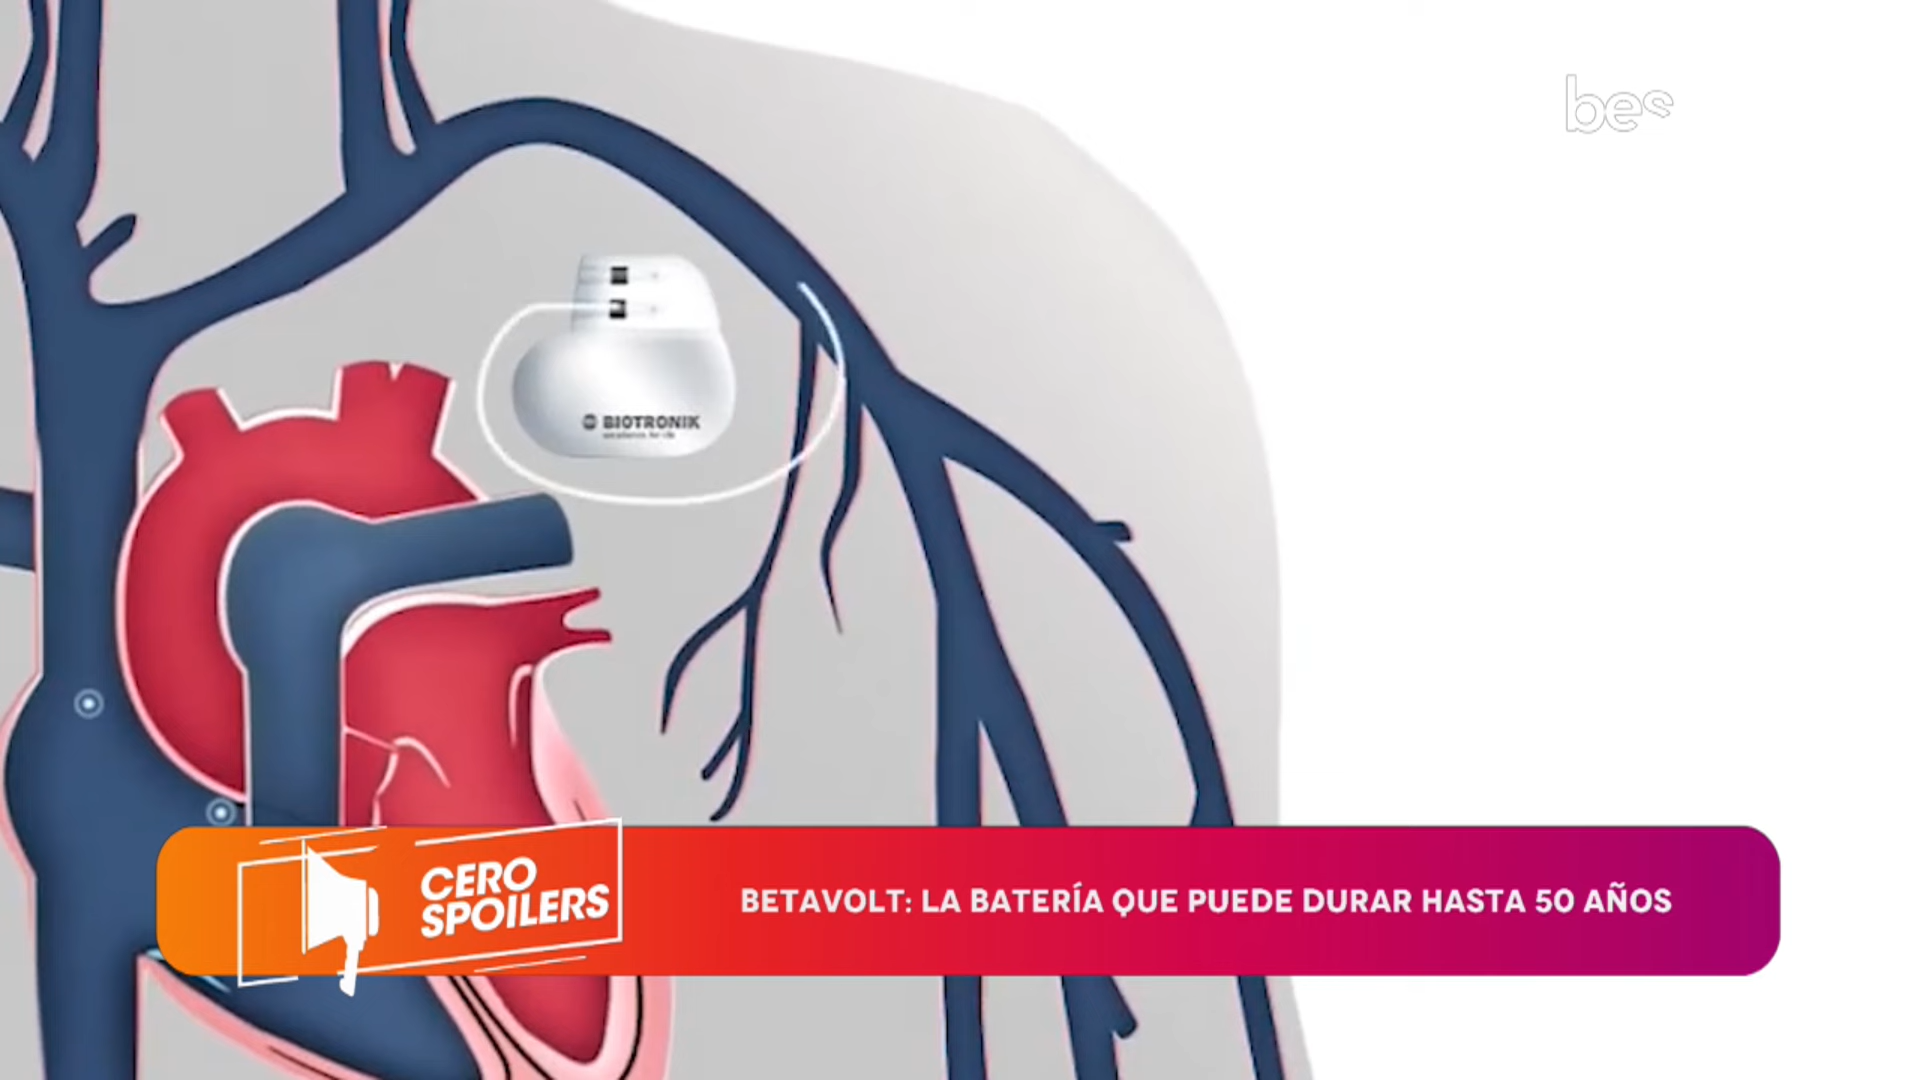 bes
BIOTRONIK
CERO
SPOILERS
BETAVOLT: LA BATERÍA QUE PUEDE DURAR HASTA 50 AÑOS